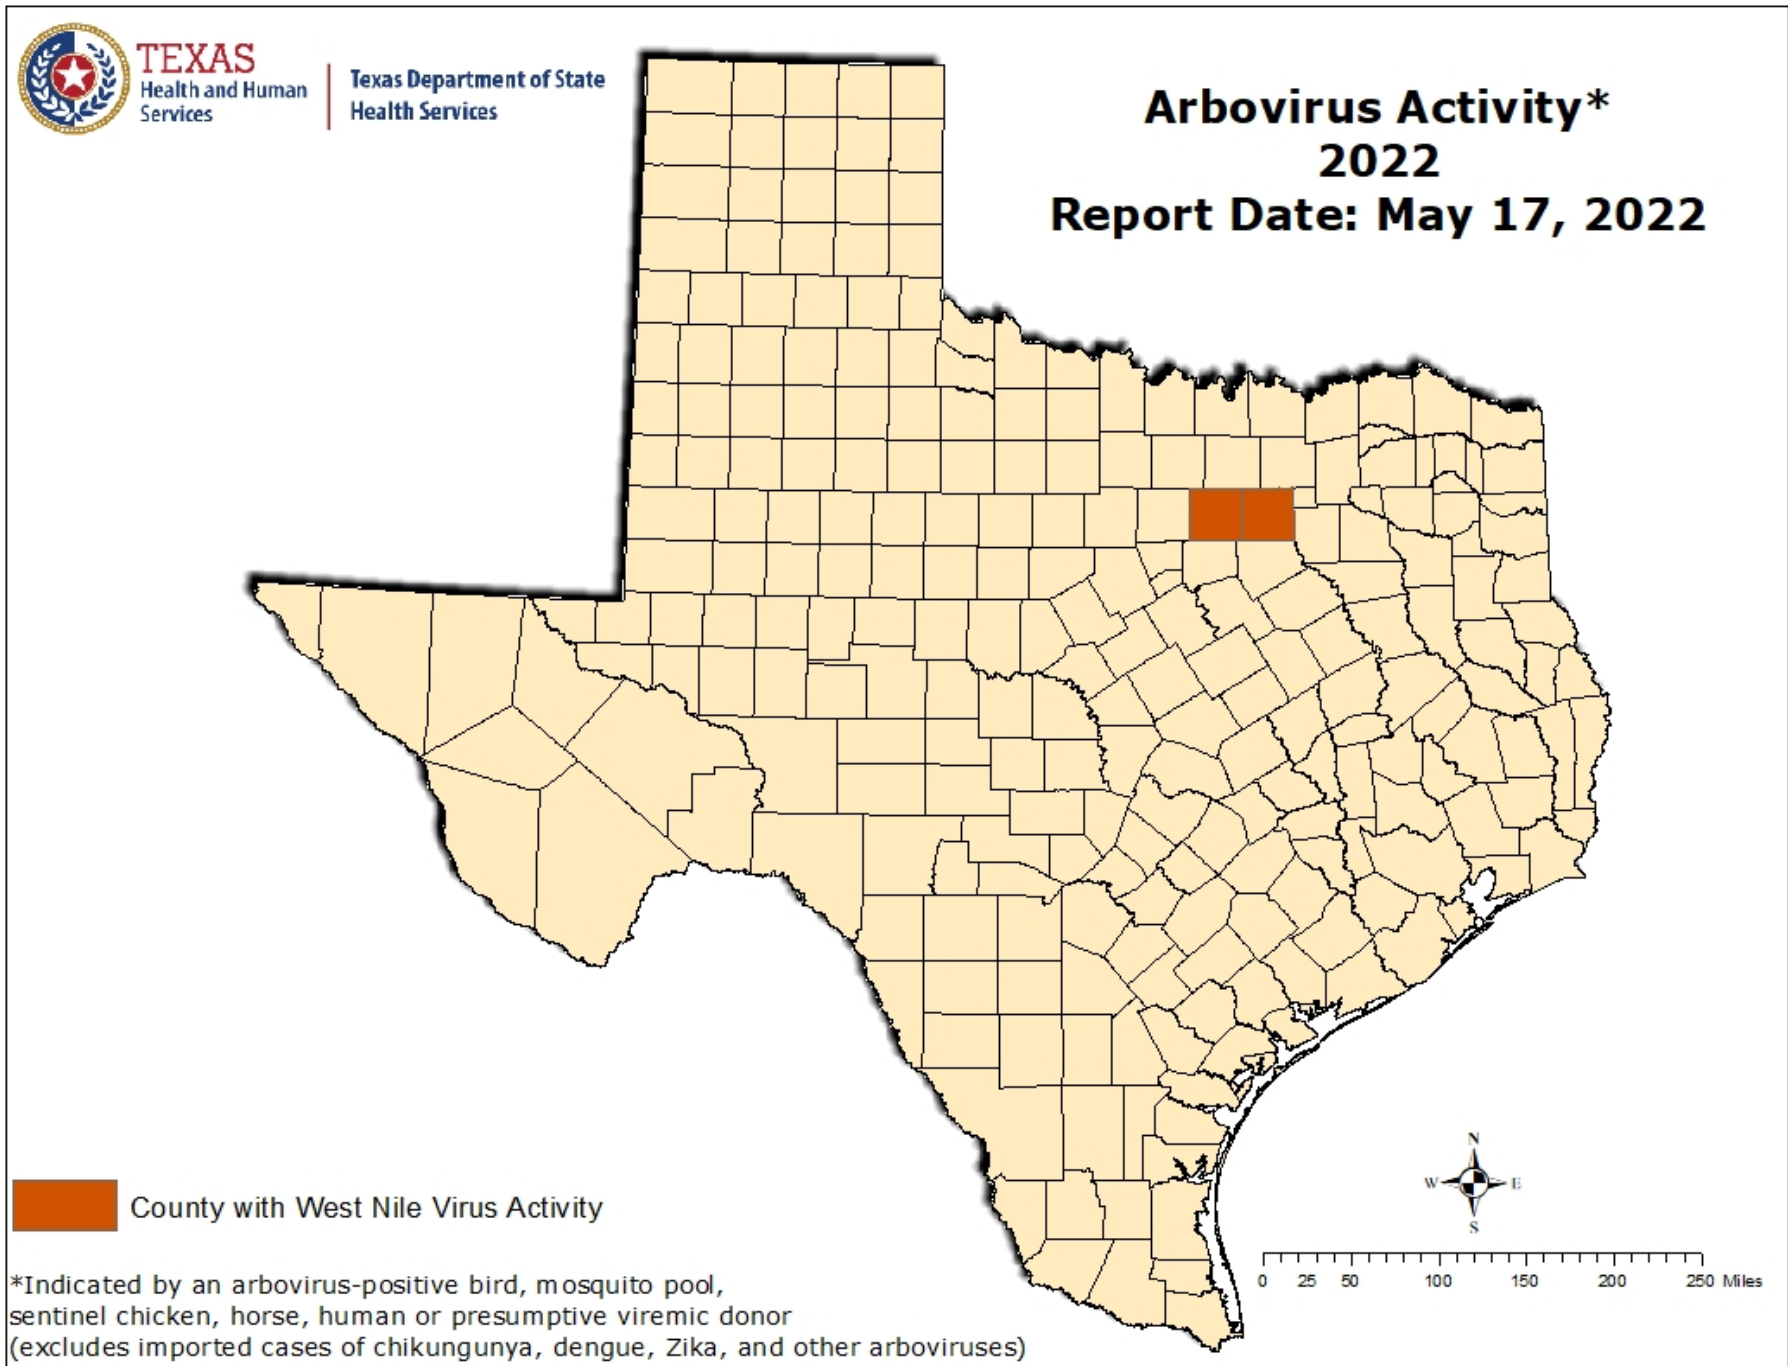 TEXAS
Health and Human
Services
Texas Department of State
Health Services
Arbovirus Activity*
2022
Report Date: May 17, 2022
County with West Nile Virus Activity
*Indicated by an arbovirus-positive bird, mosquito pool,
sentinel chicken, horse, human or presumptive viremic donor
(excludes imported cases of chikungunya, dengue, Zika, and other arboviruses)
N
W E
S
0 25 50 100 150 200 250 Miles